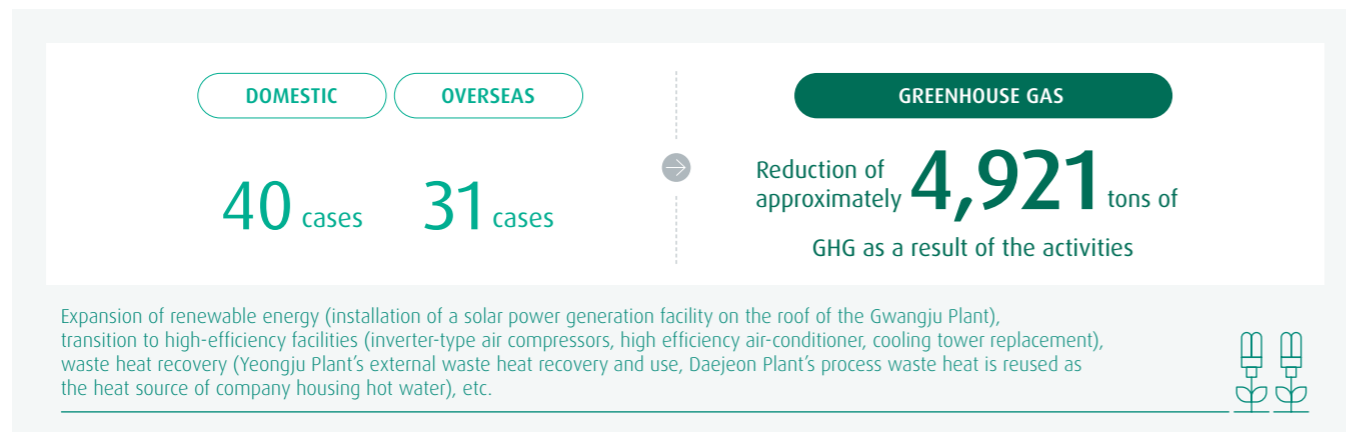 DOMESTIC
OVERSEAS
GREENHOUSE GAS
40 cases
31 cases
Reduction of
approximately 4,921 tons of
GHG as a result of the activities
Expansion of renewable energy (installation of a solar power generation facility on the roof of the Gwangju Plant),
transition to high-efficiency facilities (inverter-type air compressors, high efficiency air-conditioner, cooling tower replacement),
waste heat recovery (Yeongju Plant’s external waste heat recovery and use, Daejeon Plant’s process waste heat is reused as
the heat source of company housing hot water), etc.